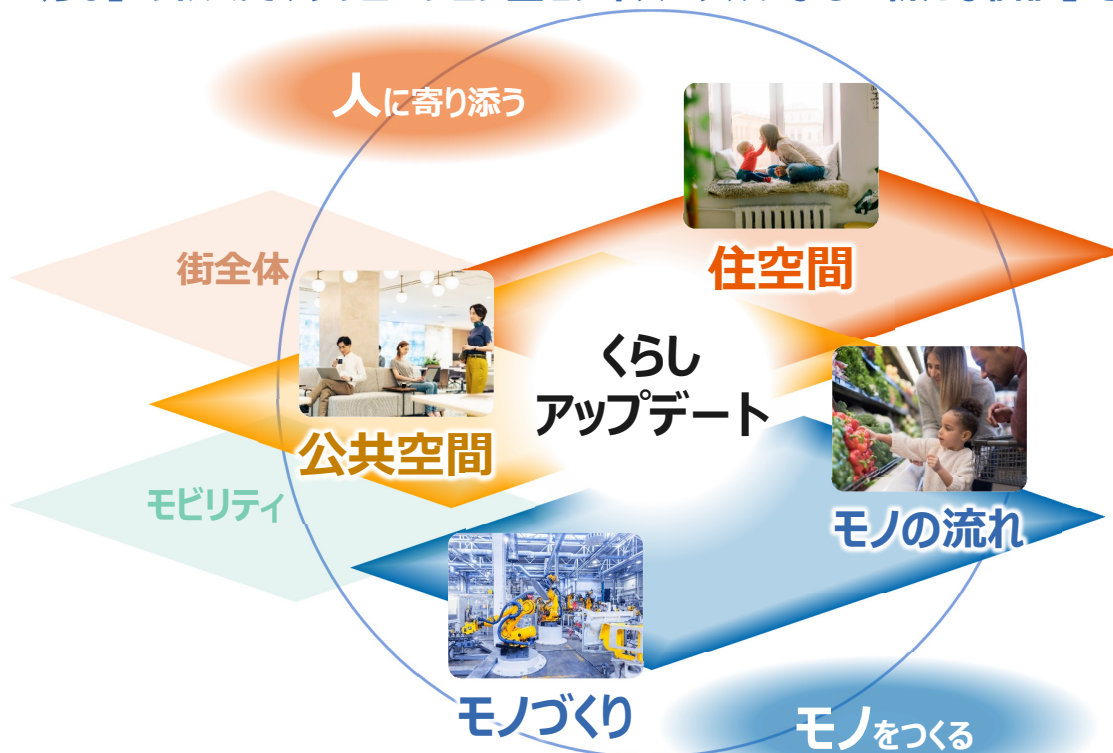 人に寄り添う
住空間
街全体
くらし
アップデート
公共空間
モビリティ
モノの流れ
モノづくり
モノをつくる